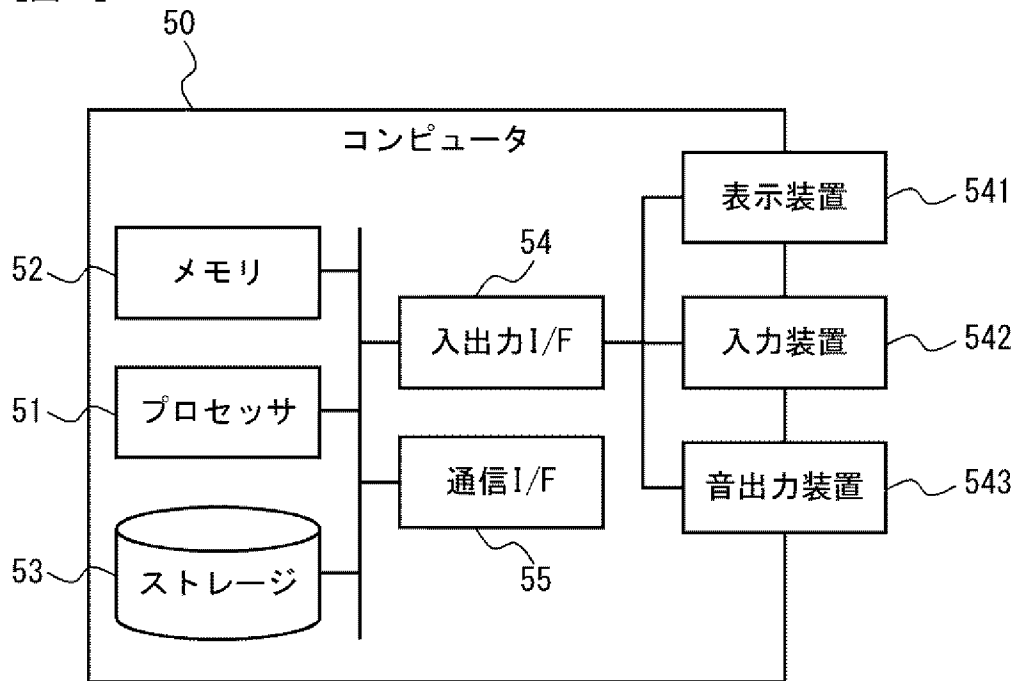 50
コンピュータ
表示装置
541
52
メモリ
54
入出力I/F
入力装置
542
51
プロセッサ
通信I/F
音出力装置
543
53
ストレージ
55